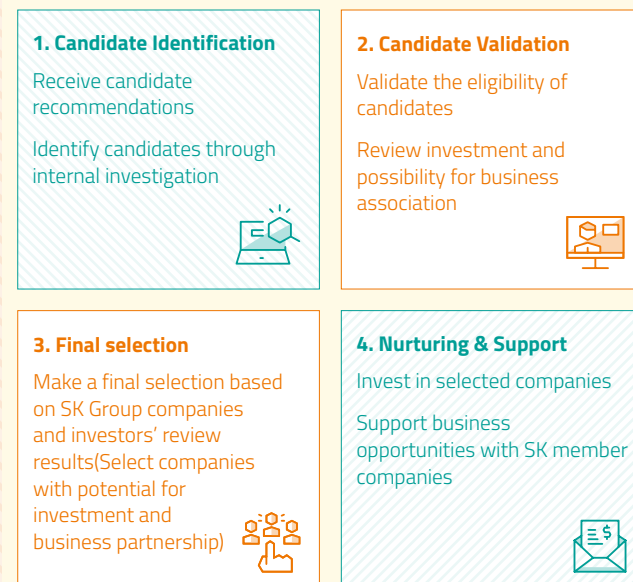 1. Candidate Identification
Receive candidate
recommendations
Identify candidates through
internal investigation
2. Candidate Validation
Validate the eligibility of
candidates
Review investment and
possibility for business
association
3. Final selection
Make a final selection based
on SK Group companies
and investors’ review
results(Select companies
with potential for
investment and
business partnership)
4. Nurturing & Support
Invest in selected companies
Support business
opportunities with SK member
companies
$